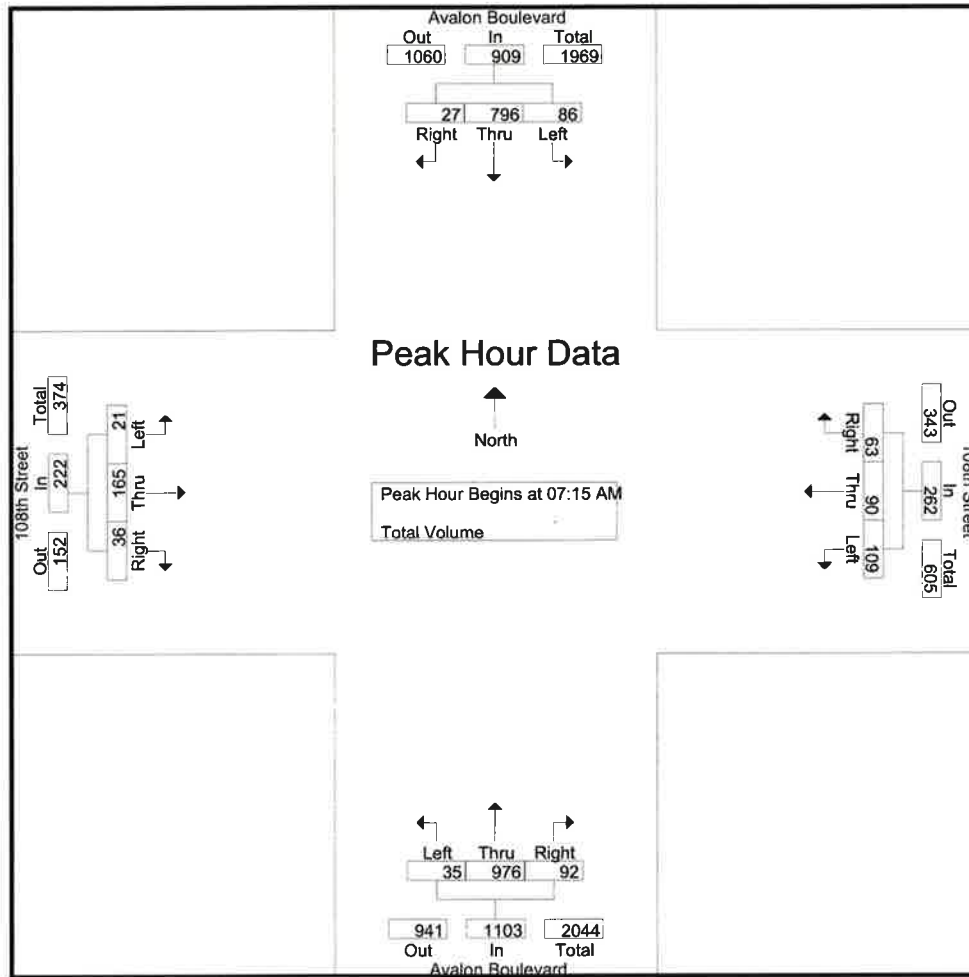 Avalon Boulevard
Out In Total
1060 909 1969
27 796 86
Right Thru Left
Peak Hour Data
North
Peak Hour Begins at 07:15 AM
Total Volume
108th Street
Out In Total
152 222 374
36 165 21
Right Thru Left
108th Street
Out In Total
343 262 605
63 90 109
Right Thru Left
Left Thru Right
35 976 92
941 1103 2044
Out In Total
Avalon Boulevard